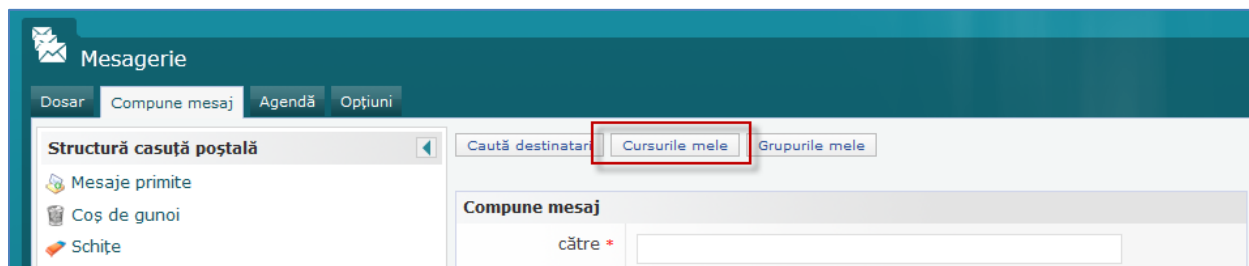 Mesagerie
Dosar Compune mesaj Agendă Opțiuni
Structură casuță poștală
Caută destinatari Cursurile mele Grupurile mele
Mesaje primite
Coș de gunoi
Schițe
Compune mesaj
către *